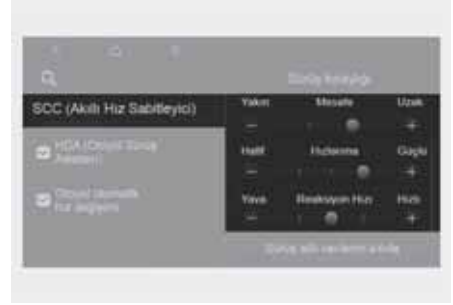 Sürüş kolaylığı
SCC (Akıllı Hız Sabitleyici)
Yakın Mesafe Uzak
HDA (Otoyol Sürüş
Asistanı)
Hafif Hızlanma Güçlü
Otoyol otomatik
hız değişimi
Yavaş Reaksiyon Hızı Hızlı